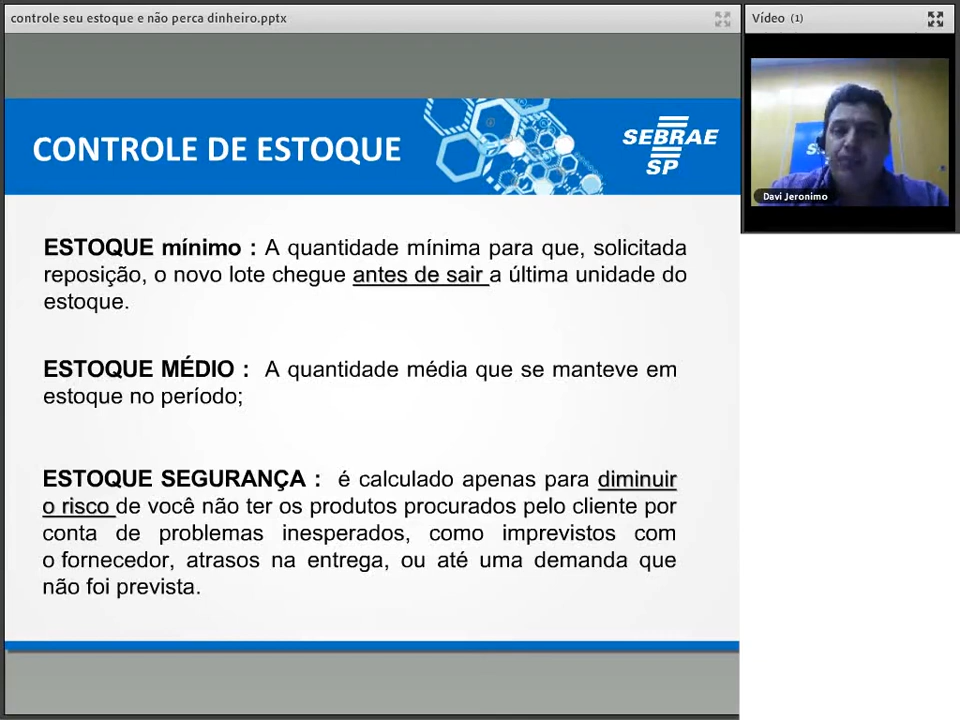 controle seu estoque e não perca dinheiro.pptx
Vídeo (1)
CONTROLE DE ESTOQUE
SEBRAE
SP
Davi Jeronimo
ESTOQUE mínimo : A quantidade mínima para que, solicitada
reposição, o novo lote chegue antes de sair a última unidade do
estoque.
ESTOQUE MÉDIO : A quantidade média que se manteve em
estoque no período;
ESTOQUE SEGURANÇA : é calculado apenas para diminuir
o risco de você não ter os produtos procurados pelo cliente por
conta de problemas inesperados, como imprevistos com
o fornecedor, atrasos na entrega, ou até uma demanda que
não foi prevista.